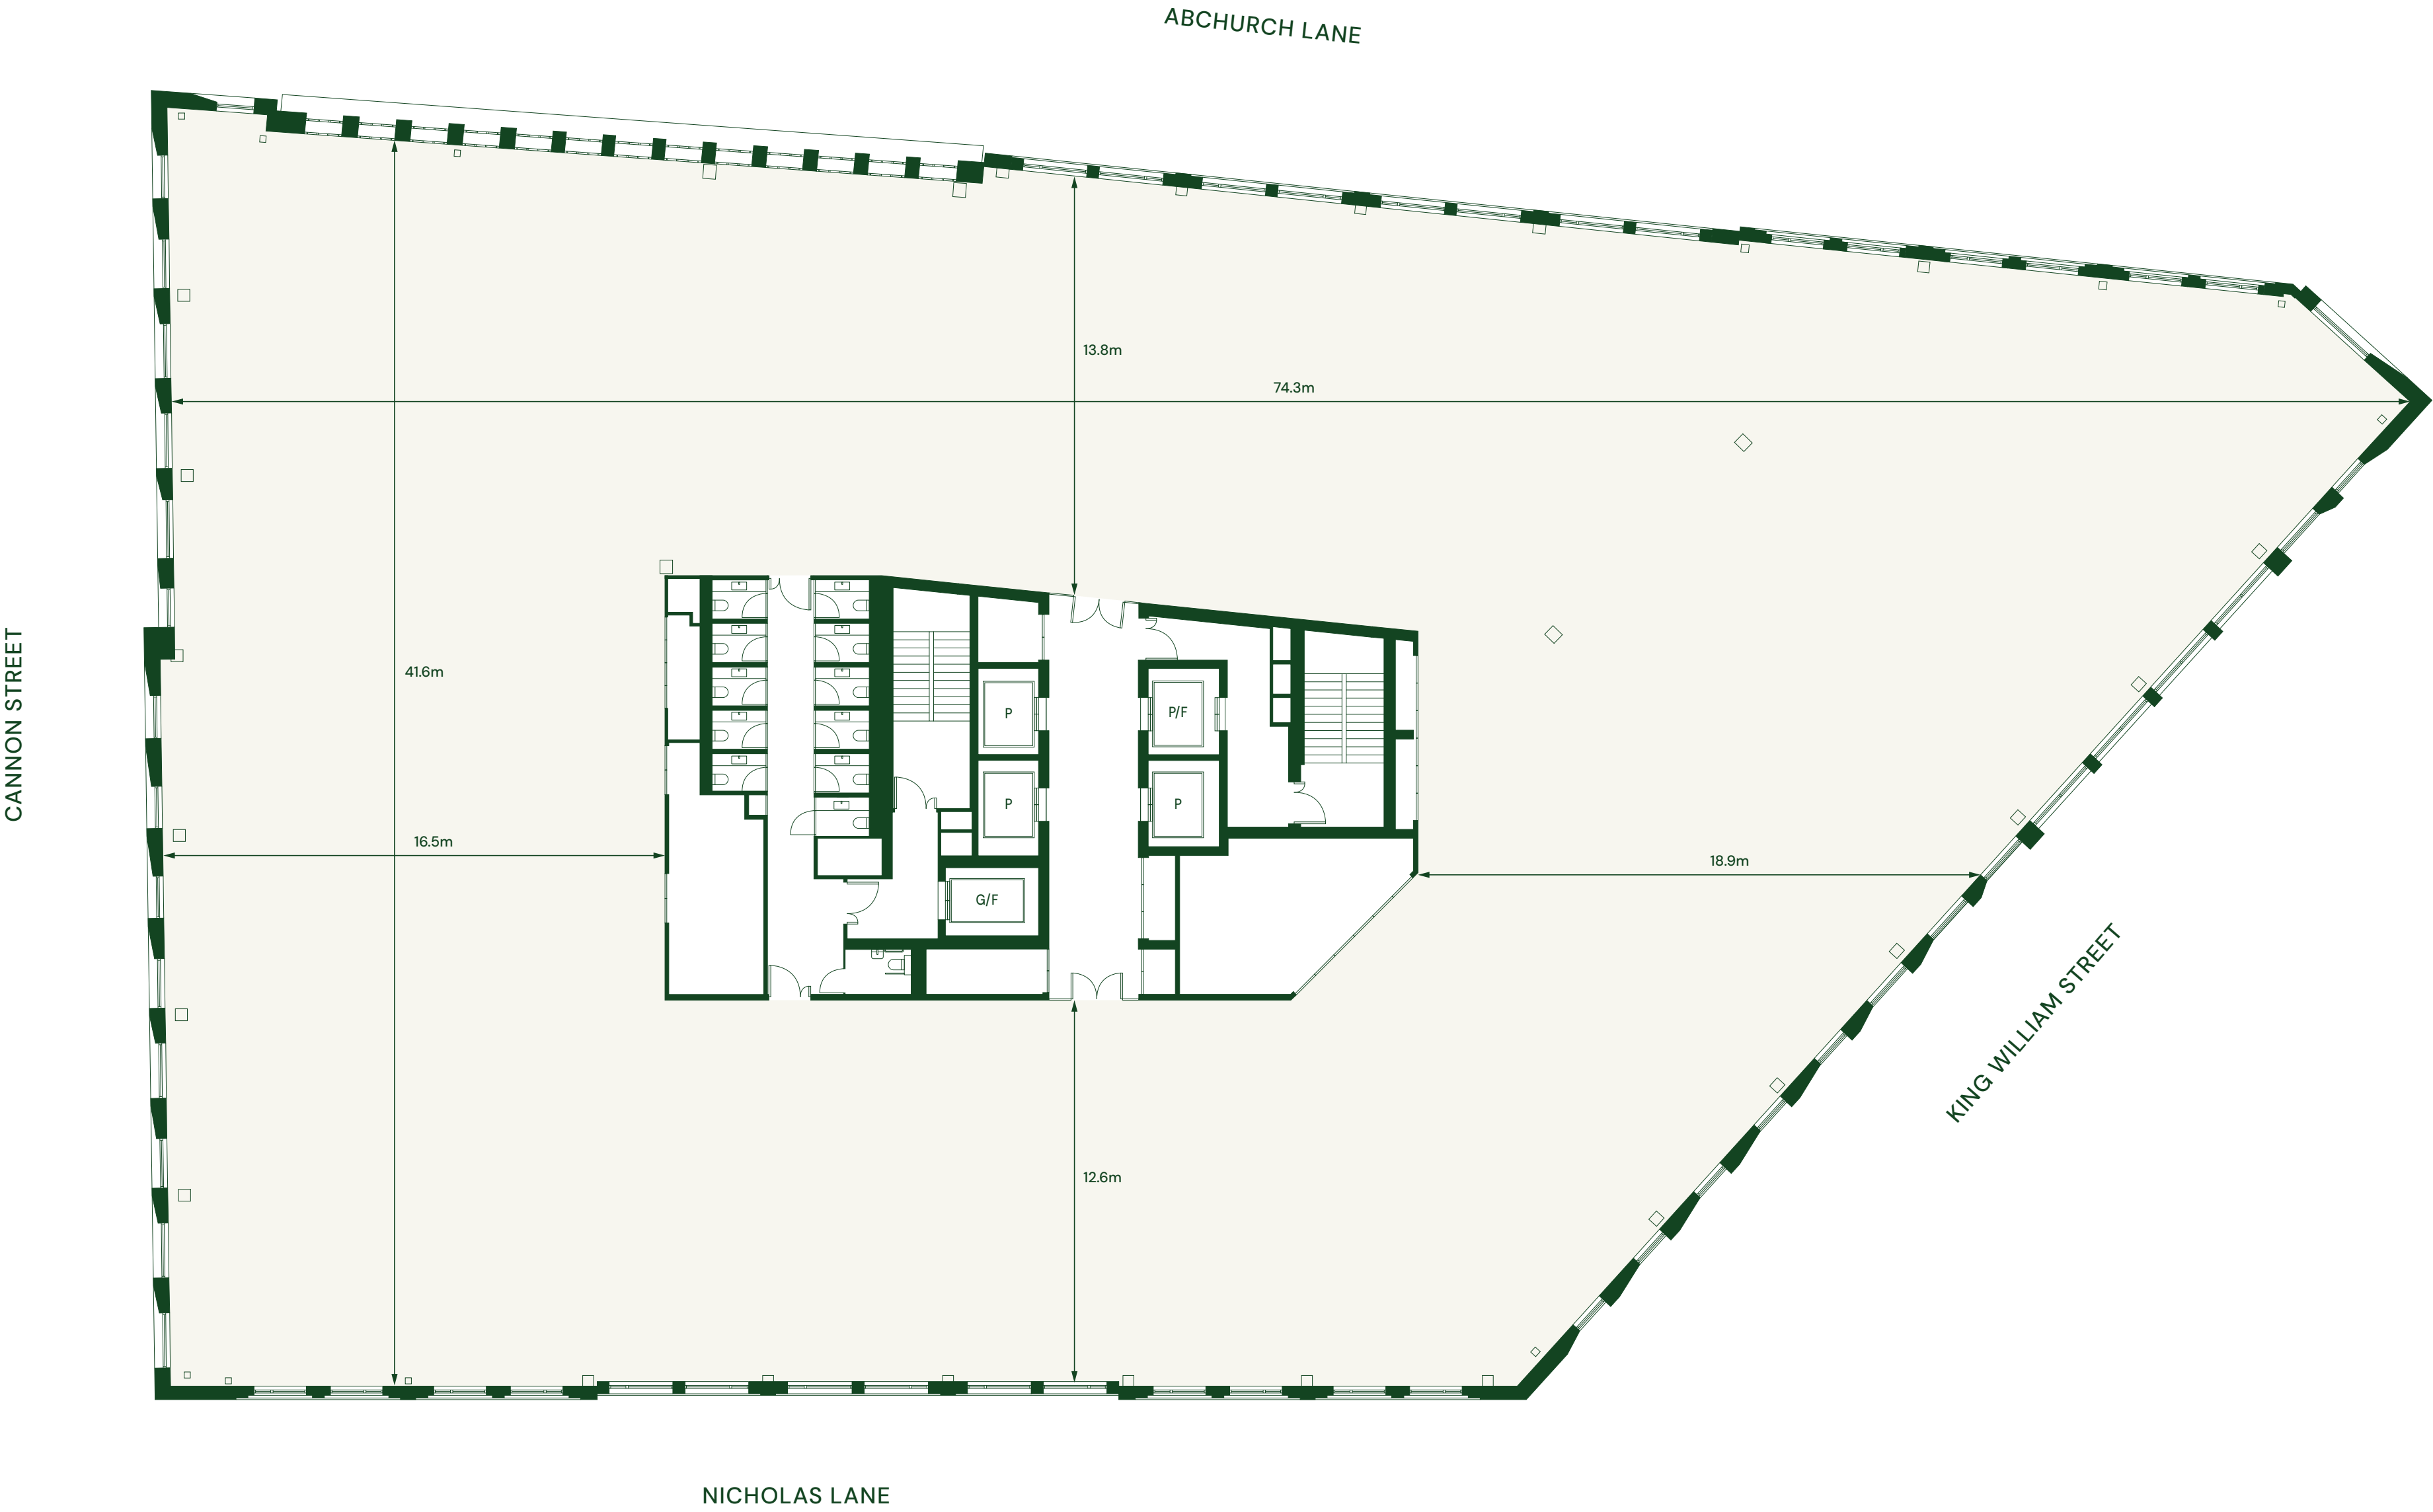 ABCHURCH LANE
13.8m
74.3m
CANNON STREET
41.6m
P
P/F
P
P
16.5m
18.9m
G/F
KING WILLIAM STREET
12.6m
NICHOLAS LANE